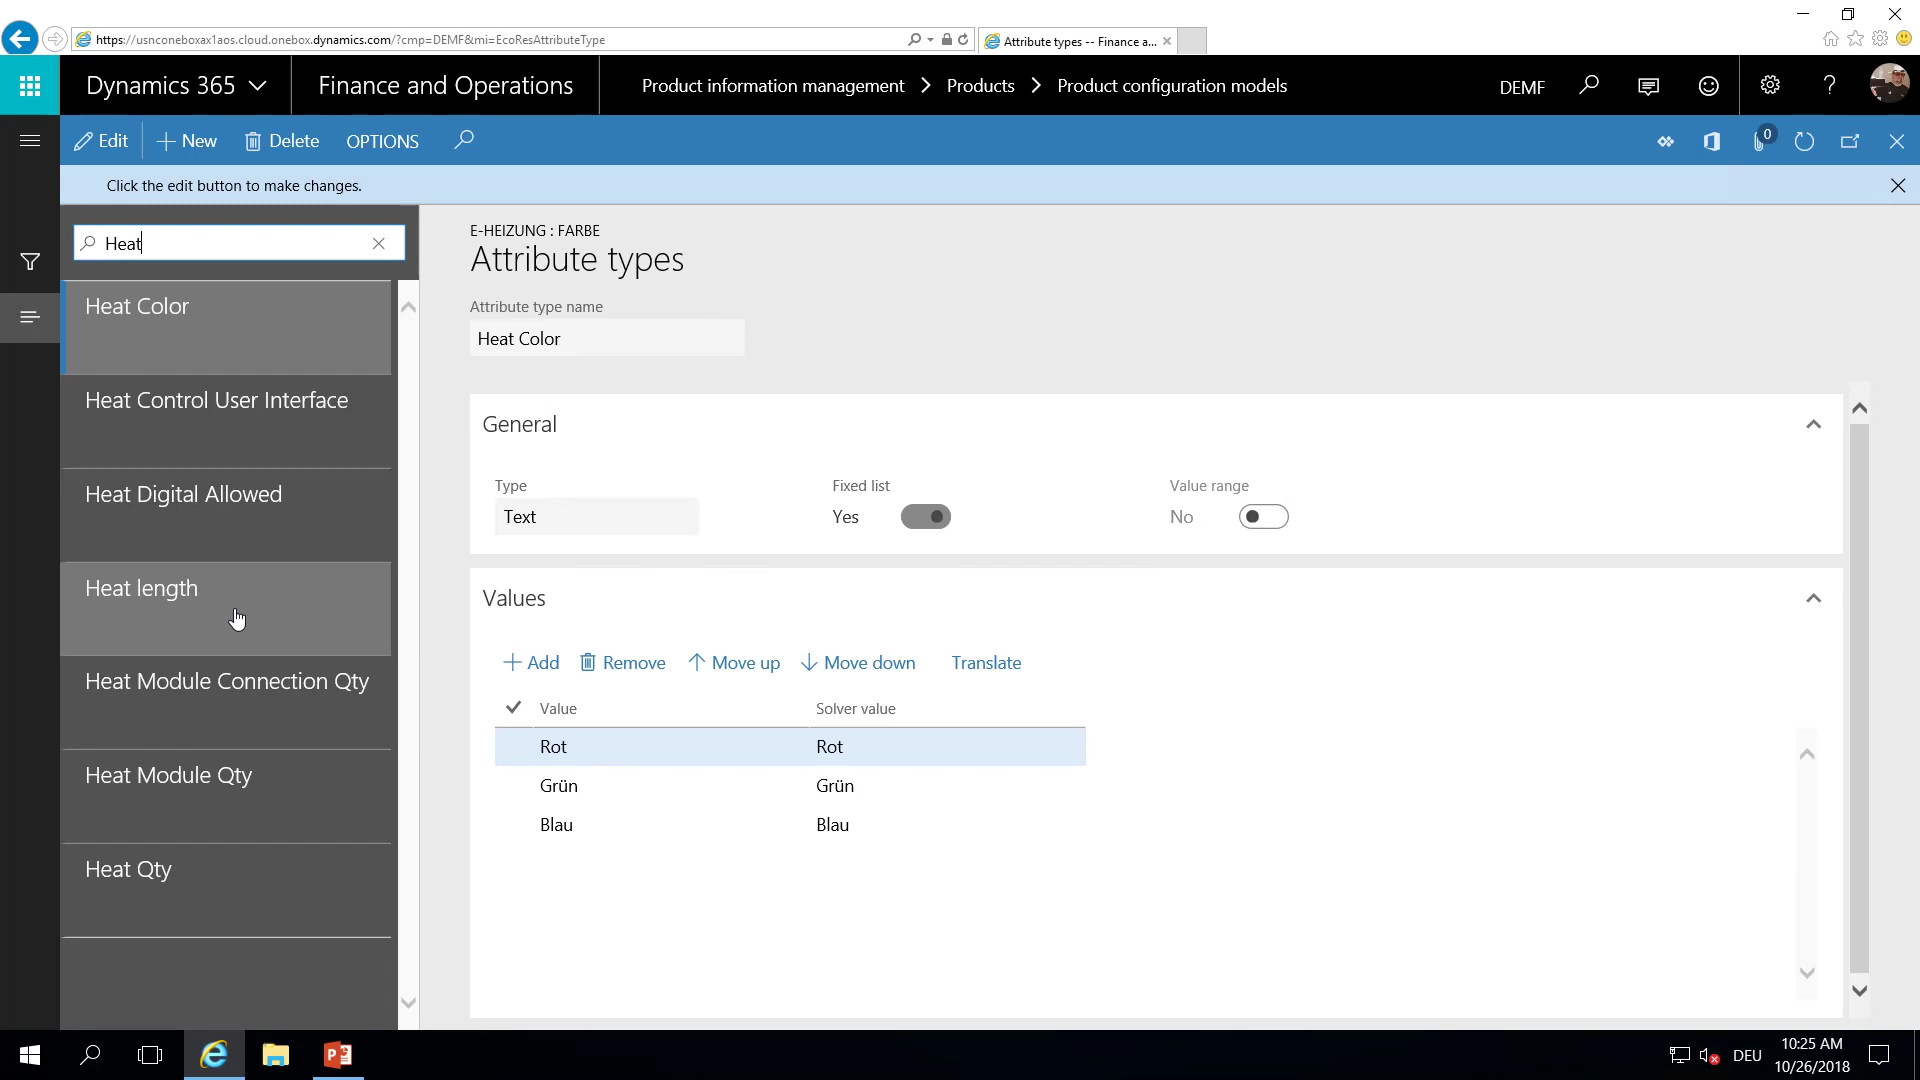 https://usnconeboxax1aos.cloud.onebox.dynamics.com/?cmp=DEMF&mi=EcoResAttributeType
Attribute types -- Finance a...
Dynamics 365
Finance and Operations
Product information management
Products
Product configuration models
DEMF
?
Edit
New
Delete
OPTIONS
0
Click the edit button to make changes.
Heat
Heat Color
Heat Control User Interface
Heat Digital Allowed
Heat length
Heat Module Connection Qty
Heat Module Qty
Heat Qty
E-HEIZUNG : FARBE
Attribute types
Attribute type name
Heat Color
General
Type
Fixed list
Value range
Text
Yes
No
Values
Add
Remove
Move up
Move down
Translate
Value
Solver value
Rot
Rot
Grün
Grün
Blau
Blau
DEU
10:25 AM
10/26/2018